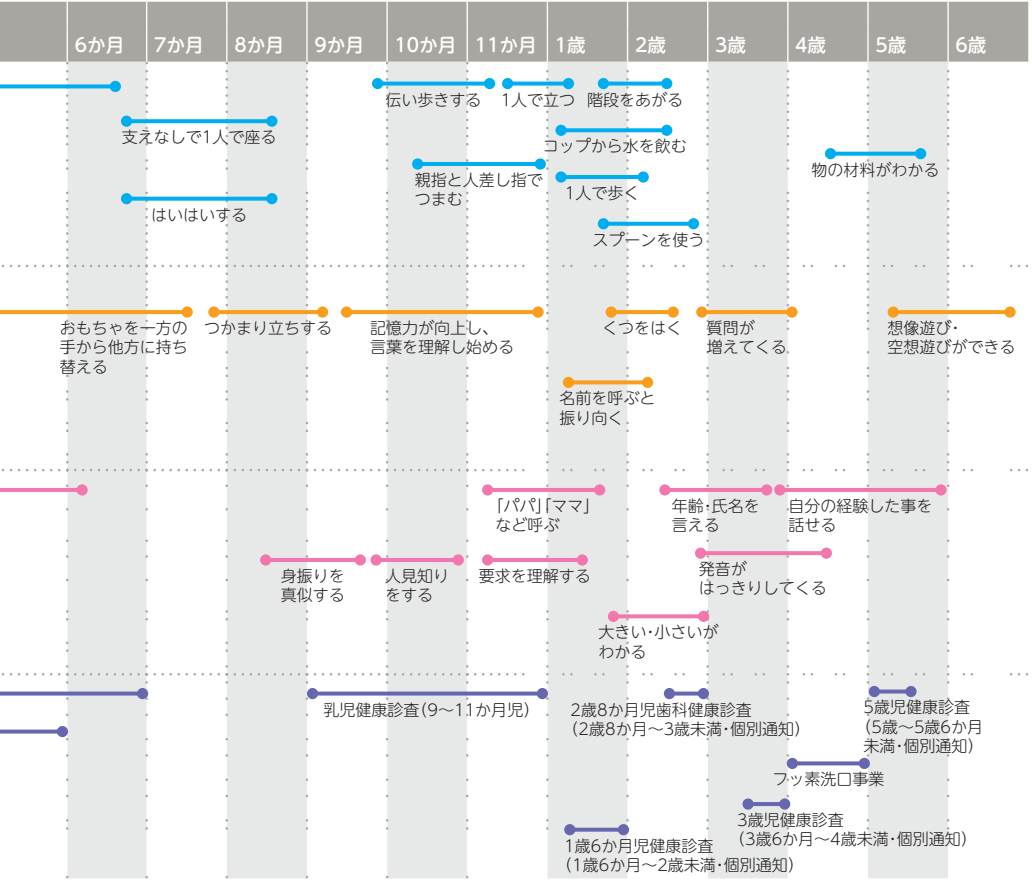 6か月
7か月
8か月
9か月
10か月
11か月
1歳
2歳
3歳
4歳
5歳
6歳
伝い歩きする
1人で立つ
階段をあがる
支えなしで1人で座る
コップから水を飲む
物の材料がわかる
親指と人差し指で
つまむ
1人で歩く
はいはいする
スプーンを使う
おもちゃを一方の
手から他方に持ち
替える
つかまり立ちする
記憶力が向上し、
言葉を理解し始める
くつをはく
質問が
増えてくる
想像遊び・
空想遊びができる
名前を呼ぶと
振り向く
「パパ」「ママ」
など呼ぶ
年齢・氏名を
言える
自分の経験した事を
話せる
身振りを
真似する
人見知り
をする
要求を理解する
発音が
はっきりしてくる
大きい・小さいが
わかる
乳児健康診査(9〜11か月児)
2歳8か月児歯科健康診査
(2歳8か月〜3歳未満・個別通知)
5歳児健康診査
(5歳〜5歳6か月
未満・個別通知)
フッ素洗口事業
3歳児健康診査
(3歳6か月〜4歳未満・個別通知)
1歳6か月児健康診査
(1歳6か月〜2歳未満・個別通知)